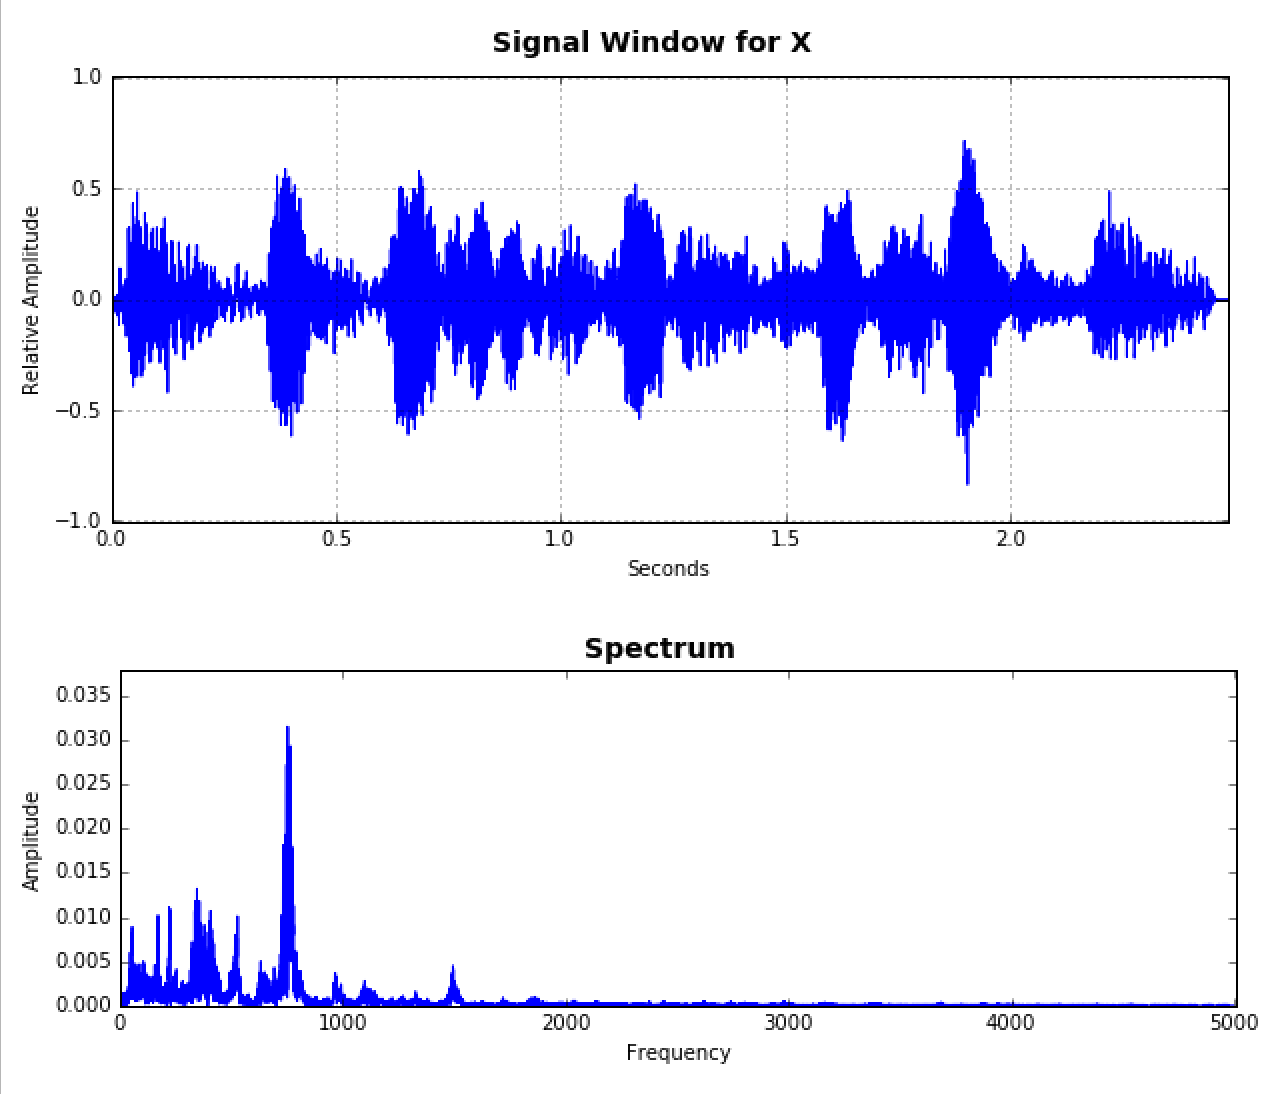 Signal Window for X
1.0
0.5
0.0
−0.5
−1.0
Relative Amplitude
0.0 0.5 1.0 1.5 2.0
Seconds
Spectrum
0.035
0.030
0.025
0.020
0.015
0.010
0.005
0.000
Amplitude
0 1000 2000 3000 4000 5000
Frequency